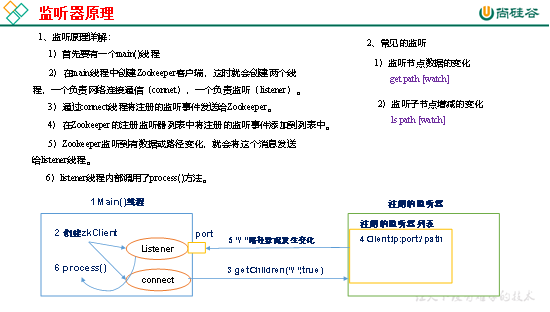 监听器原理
尚硅谷
1、监听原理详解：
1）首先要有一个main()线程
2）在main线程中创建Zookeeper客户端，这时就会创建两个线
程，一个负责网络连接通信（connet），一个负责监听（listener）。
3）通过connect线程将注册的监听事件发送给Zookeeper。
4）在Zookeeper的注册监听器列表中将注册的监听事件添加到列表中。
5）Zookeeper监听到有数据或路径变化，就会将这个消息发送
给listener线程。
6）listener线程内部调用了process()方法。
2、常见的监听
1）监听节点数据的变化
get path [watch]
2）监听子节点增减的变化
ls path [watch]
1 Main()线程
2 创建zkClient
6 process()
Listener
connect
port
5 "/"路径数据发生变化
3 getChildren("/",true)
注册的监听器
注册的监听器列表
4 Client:ip:port:/ path